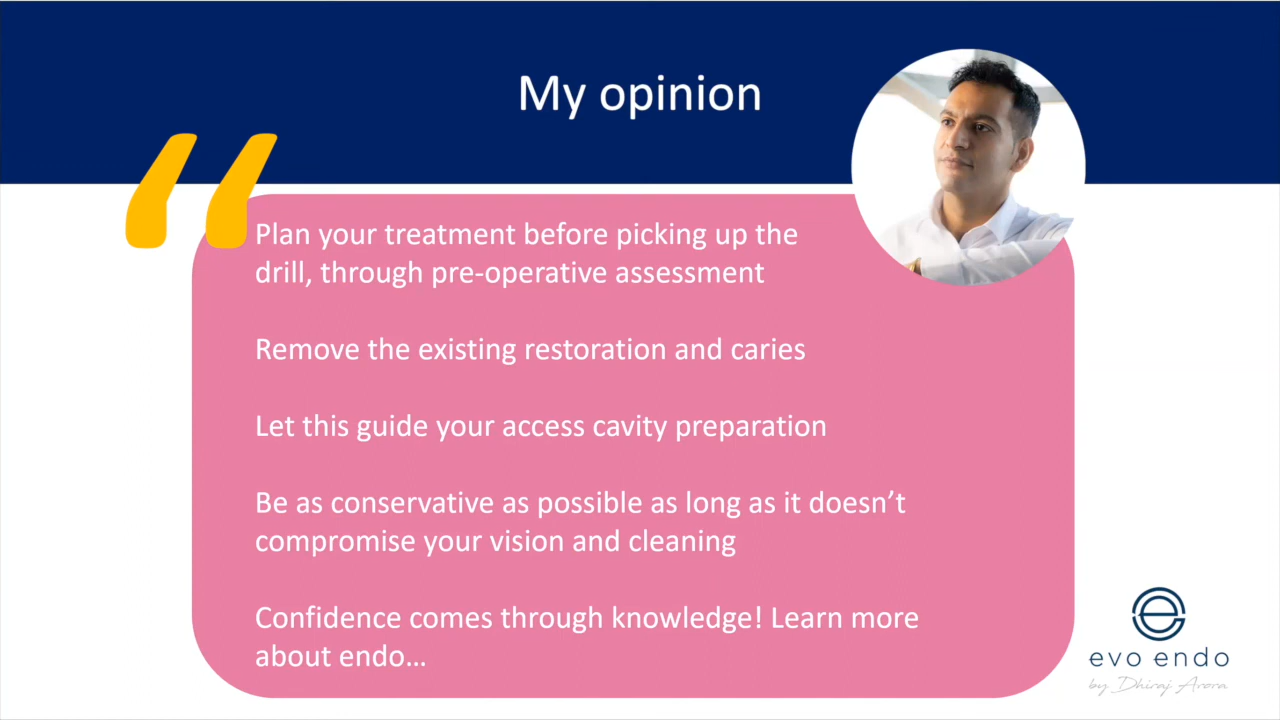 My opinion
“
Plan your treatment before picking up the
drill, through pre-operative assessment
Remove the existing restoration and caries
Let this guide your access cavity preparation
Be as conservative as possible as long as it doesn’t
compromise your vision and cleaning
Confidence comes through knowledge! Learn more
about endo…
evo endo
by Dhiraj Arora